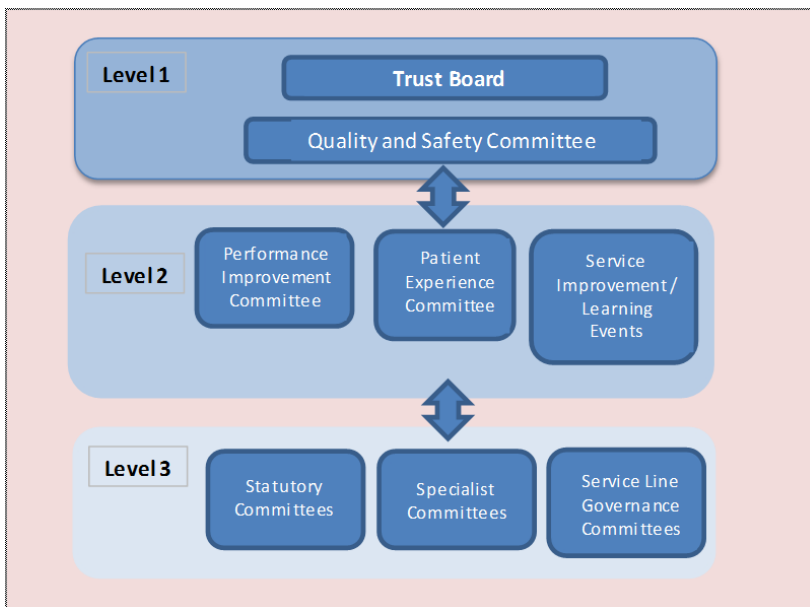 Level 1
Trust Board
Quality and Safety Committee
Level 2
Performance
Improvement
Committee
Patient
Experience
Committee
Service
Improvement /
Learning
Events
Level 3
Statutory
Committees
Specialist
Committees
Service Line
Governance
Committees